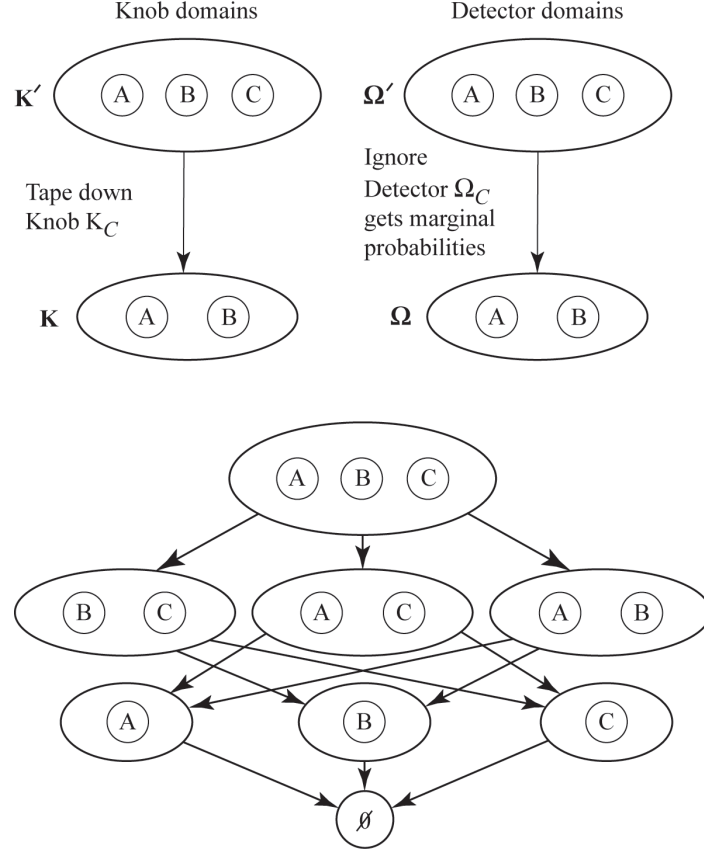 Knob domains
Detector domains
K′ A B C
Ω′ A B C
Tape down
Knob K_C
Ignore
Detector Ω_C
gets marginal
probabilities
K A B
Ω A B
A B C
B C A C A B
A B C
∅